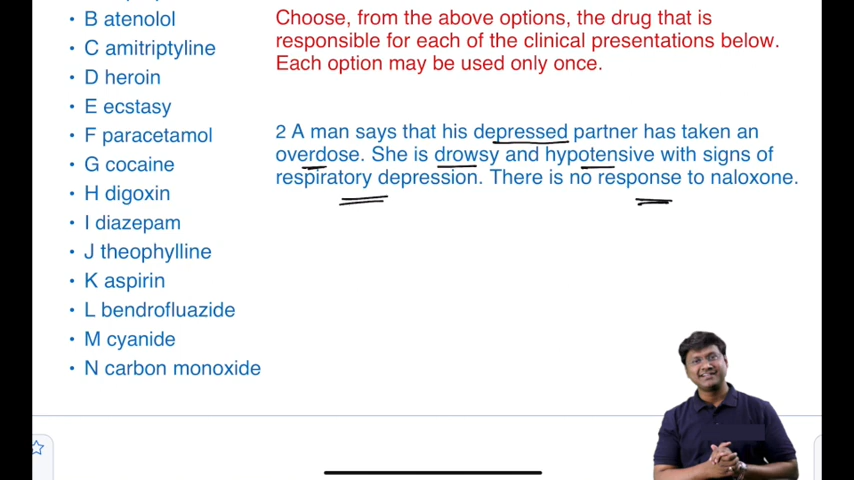 • B atenolol
• C amitriptyline
• D heroin
• E ecstasy
• F paracetamol
• G cocaine
• H digoxin
• I diazepam
• J theophylline
• K aspirin
• L bendrofluazide
• M cyanide
• N carbon monoxide
Choose, from the above options, the drug that is
responsible for each of the clinical presentations below.
Each option may be used only once.
2 A man says that his depressed partner has taken an
overdose. She is drowsy and hypotensive with signs of
respiratory depression. There is no response to naloxone.